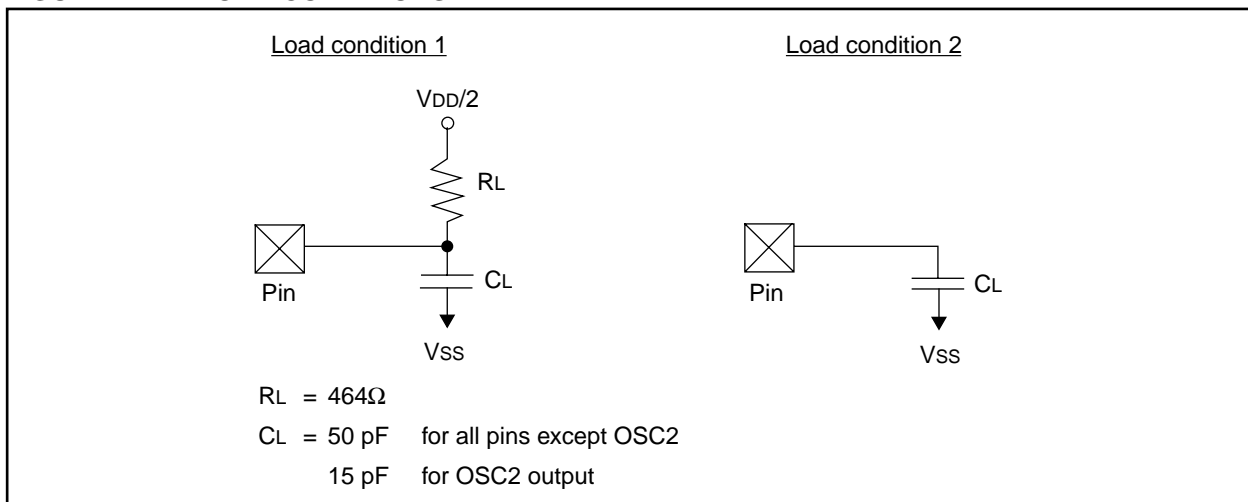 Load condition 1
Load condition 2
VDD/2
RL
Pin
CL
VSS
Pin
CL
VSS
RL = 464Ω
CL = 50 pF for all pins except OSC2
15 pF for OSC2 output